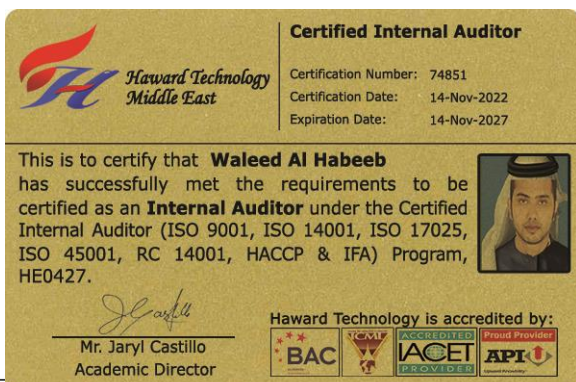 Haward Technology
Middle East
Certified Internal Auditor
Certification Number: 74851
Certification Date: 14-Nov-2022
Expiration Date: 14-Nov-2027
This is to certify that Waleed Al Habeeb
has successfully met the requirements to be
certified as an Internal Auditor under the Certified
Internal Auditor (ISO 9001, ISO 14001, ISO 17025,
ISO 45001, RC 14001, HACCP & IFA) Program,
HE0427.
Mr. Jaryl Castillo
Academic Director
Haward Technology is accredited by:
BAC
TCMI
ACCREDITED
IACET
PROVIDER
Proud Provider
API U